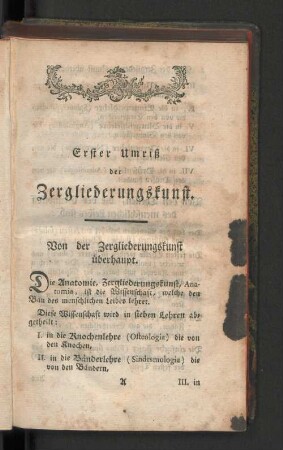 Erster Umriß
der
Zergliederungskunst.
Von der Zergliederungskunst
überhaupt.
Die Anatomie, Zergliederungskunst, Ana-
tomia, ist die Wissenschaft, welche den
Bau des menschlichen Leibes lehret.
Diese Wissenschaft wird in sieben Lehren ab-
getheilt:
I. in die Knochenlehre (Osteologie) die von
den Knochen,
II. in die Bänderlehre (Sindesmologie) die
von den Bändern,
A III. in